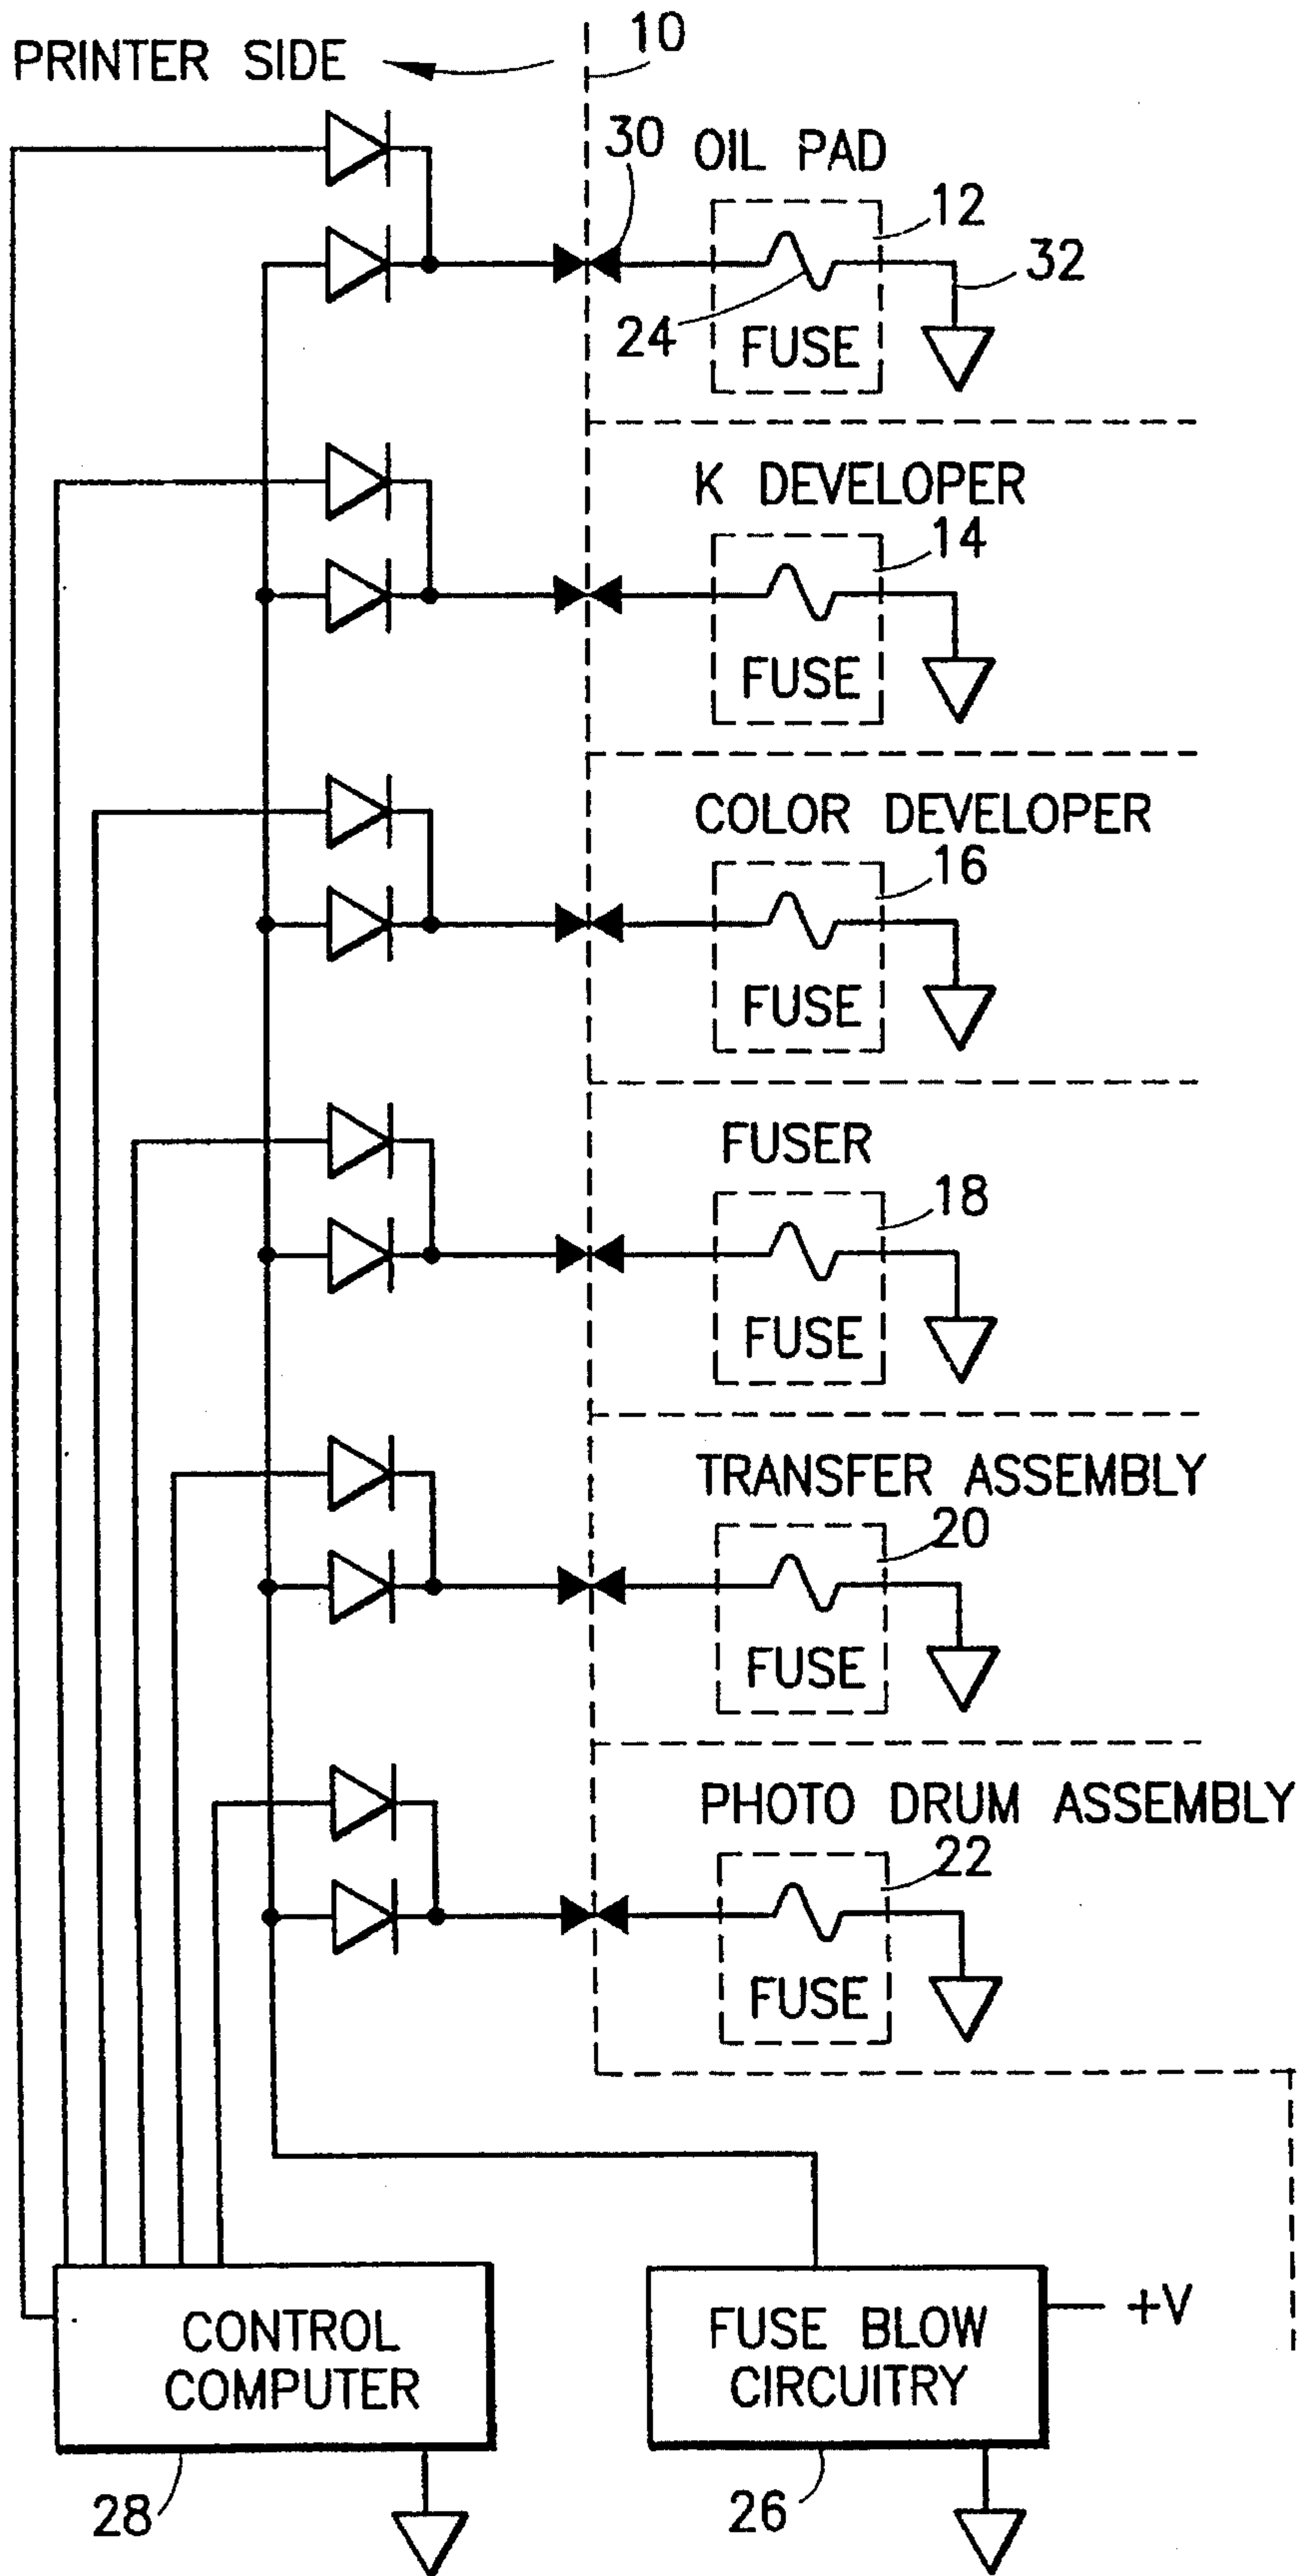 10
PRINTER SIDE
30
OIL PAD
12
32
24
FUSE
K DEVELOPER
14
FUSE
COLOR DEVELOPER
16
FUSE
FUSER
18
FUSE
TRANSFER ASSEMBLY
20
FUSE
PHOTO DRUM ASSEMBLY
22
FUSE
CONTROL
COMPUTER
28
FUSE BLOW
CIRCUITRY
+V
26